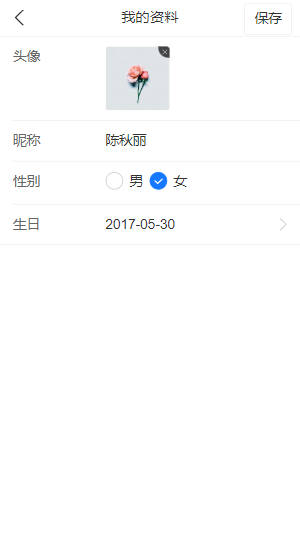 我的资料 保存
头像
昵称 陈秋丽
性别 男 女
生日 2017-05-30